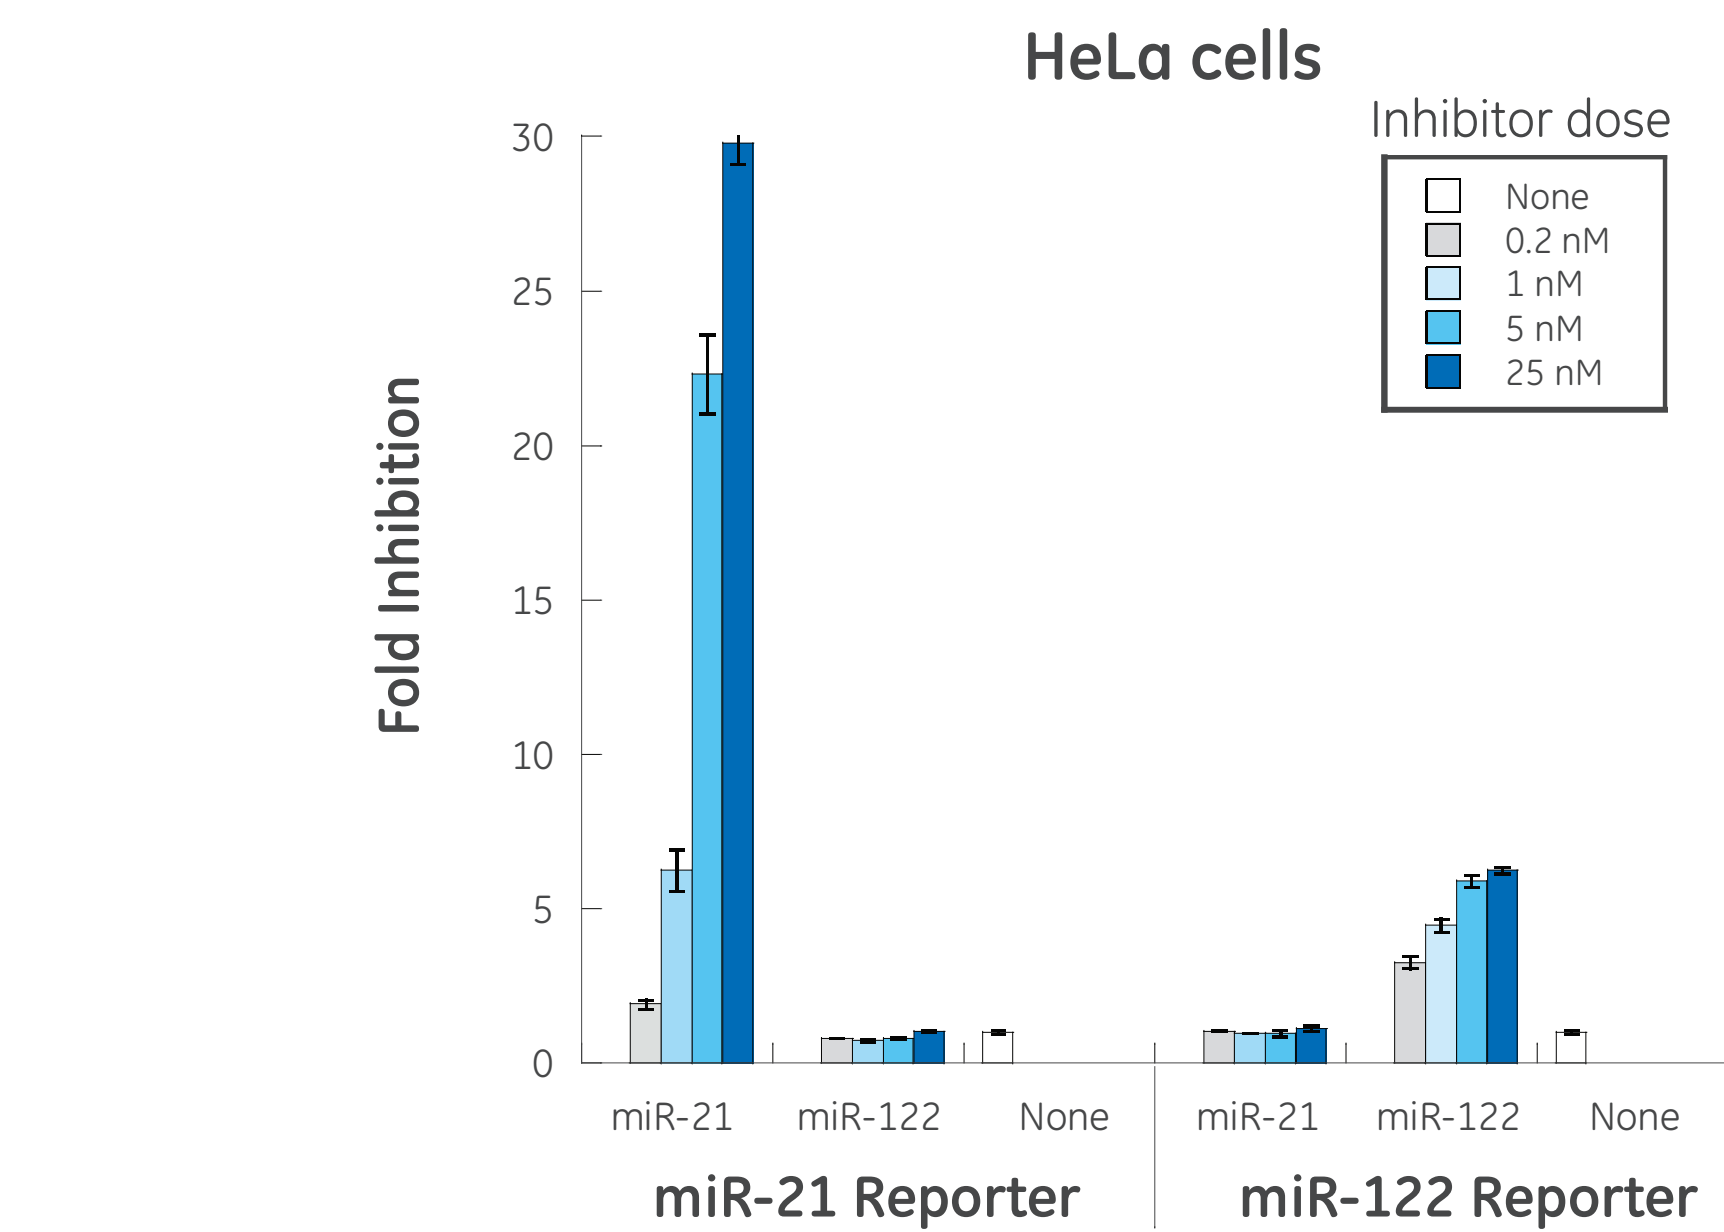 HeLa cells
Inhibitor dose
None
0.2 nM
1 nM
5 nM
25 nM
Fold Inhibition
30
25
20
15
10
5
0
miR-21 miR-122 None miR-21 miR-122 None
miR-21 Reporter miR-122 Reporter